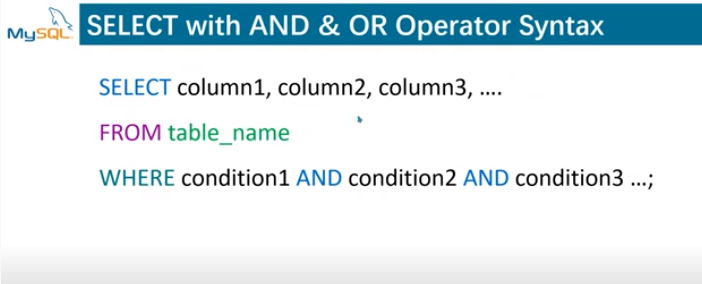 MySQL
SELECT with AND & OR Operator Syntax
SELECT column1, column2, column3, ....
FROM table_name
WHERE condition1 AND condition2 AND condition3 ...;